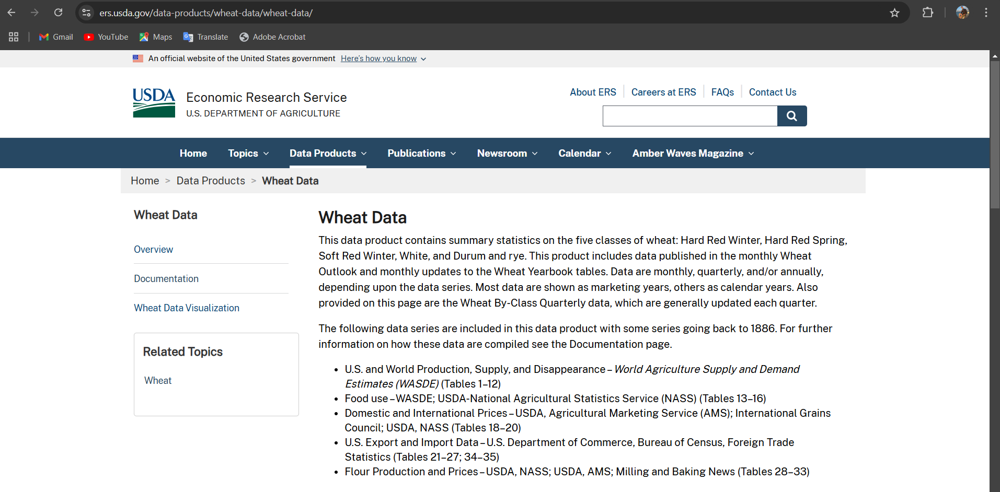 ers.usda.gov/data-products/wheat-data/wheat-data/
Gmail
YouTube
Maps
Translate
Adobe Acrobat
An official website of the United States government Here's how you know
USDA
Economic Research Service
U.S. DEPARTMENT OF AGRICULTURE
About ERS
Careers at ERS
FAQs
Contact Us
Home
Topics
Data Products
Publications
Newsroom
Calendar
Amber Waves Magazine
Home > Data Products > Wheat Data
Wheat Data
Overview
Documentation
Wheat Data Visualization
Related Topics
Wheat
Wheat Data
This data product contains summary statistics on the five classes of wheat: Hard Red Winter, Hard Red Spring,
Soft Red Winter, White, and Durum and rye. This product includes data published in the monthly Wheat
Outlook and monthly updates to the Wheat Yearbook tables. Data are monthly, quarterly, and/or annually,
depending upon the data series. Most data are shown as marketing years, others as calendar years. Also
provided on this page are the Wheat By-Class Quarterly data, which are generally updated each quarter.
The following data series are included in this data product with some series going back to 1886. For further
information on how these data are compiled see the Documentation page.
• U.S. and World Production, Supply, and Disappearance – World Agriculture Supply and Demand
Estimates (WASDE) (Tables 1–12)
• Food use – WASDE; USDA-National Agricultural Statistics Service (NASS) (Tables 13–16)
• Domestic and International Prices – USDA, Agricultural Marketing Service (AMS); International Grains
Council; USDA, NASS (Tables 18–20)
• U.S. Export and Import Data – U.S. Department of Commerce, Bureau of Census, Foreign Trade
Statistics (Tables 21–27; 34–35)
• Flour Production and Prices – USDA, NASS; USDA, AMS; Milling and Baking News (Tables 28–33)